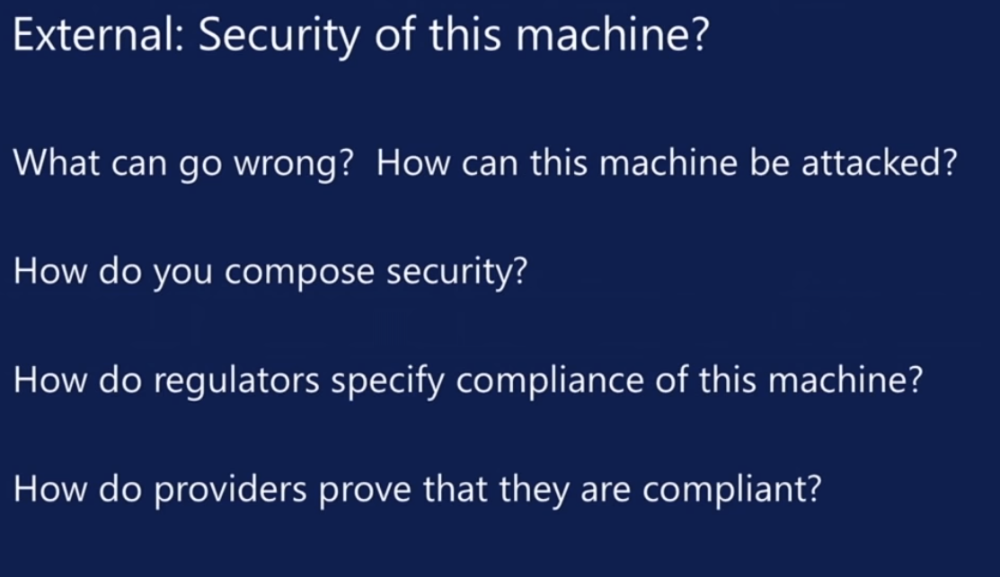 External: Security of this machine?
What can go wrong?  How can this machine be attacked?
How do you compose security?
How do regulators specify compliance of this machine?
How do providers prove that they are compliant?